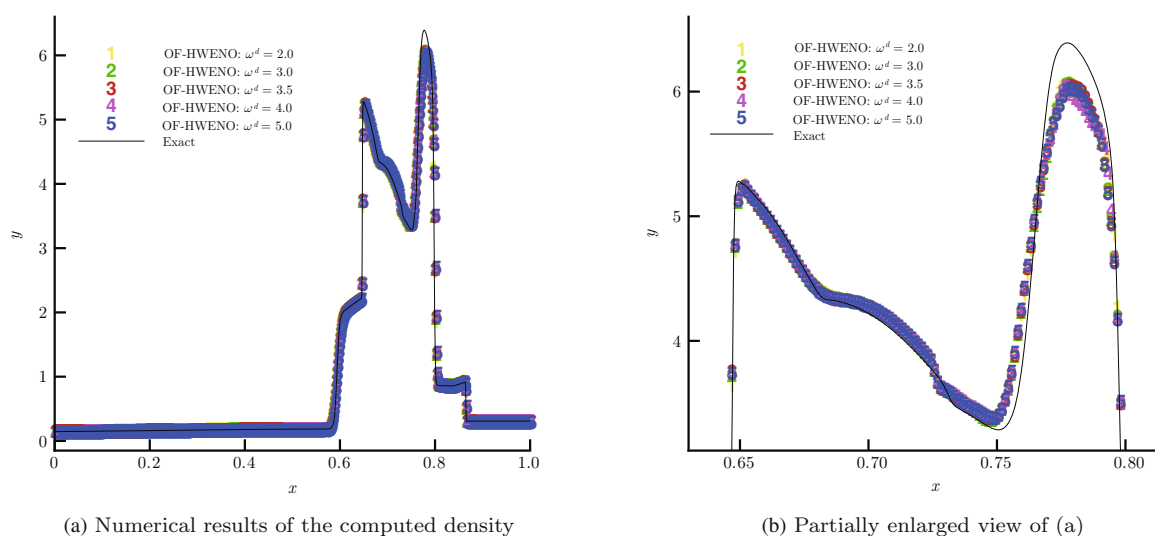 6
5
4
3
2
1
0
y
0
0.2
0.4
0.6
0.8
1.0
x
1 OF-HWENO: ω^d = 2.0
2 OF-HWENO: ω^d = 3.0
3 OF-HWENO: ω^d = 3.5
4 OF-HWENO: ω^d = 4.0
5 OF-HWENO: ω^d = 5.0
Exact
(a) Numerical results of the computed density
6
5
4
y
0.65
0.70
0.75
0.80
x
1 OF-HWENO: ω^d = 2.0
2 OF-HWENO: ω^d = 3.0
3 OF-HWENO: ω^d = 3.5
4 OF-HWENO: ω^d = 4.0
5 OF-HWENO: ω^d = 5.0
Exact
(b) Partially enlarged view of (a)